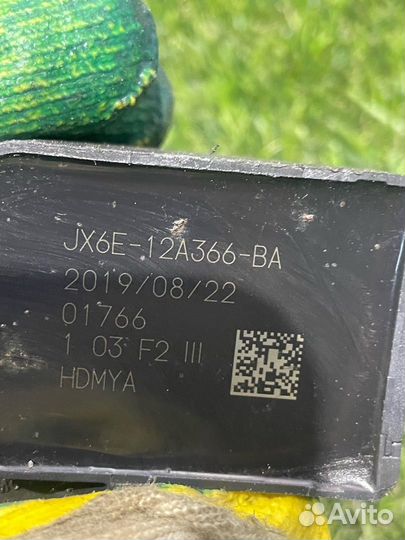 JX6E-12A366-BA
2019/08/22
01766
1 03 F2 III
HDMYA
Avito